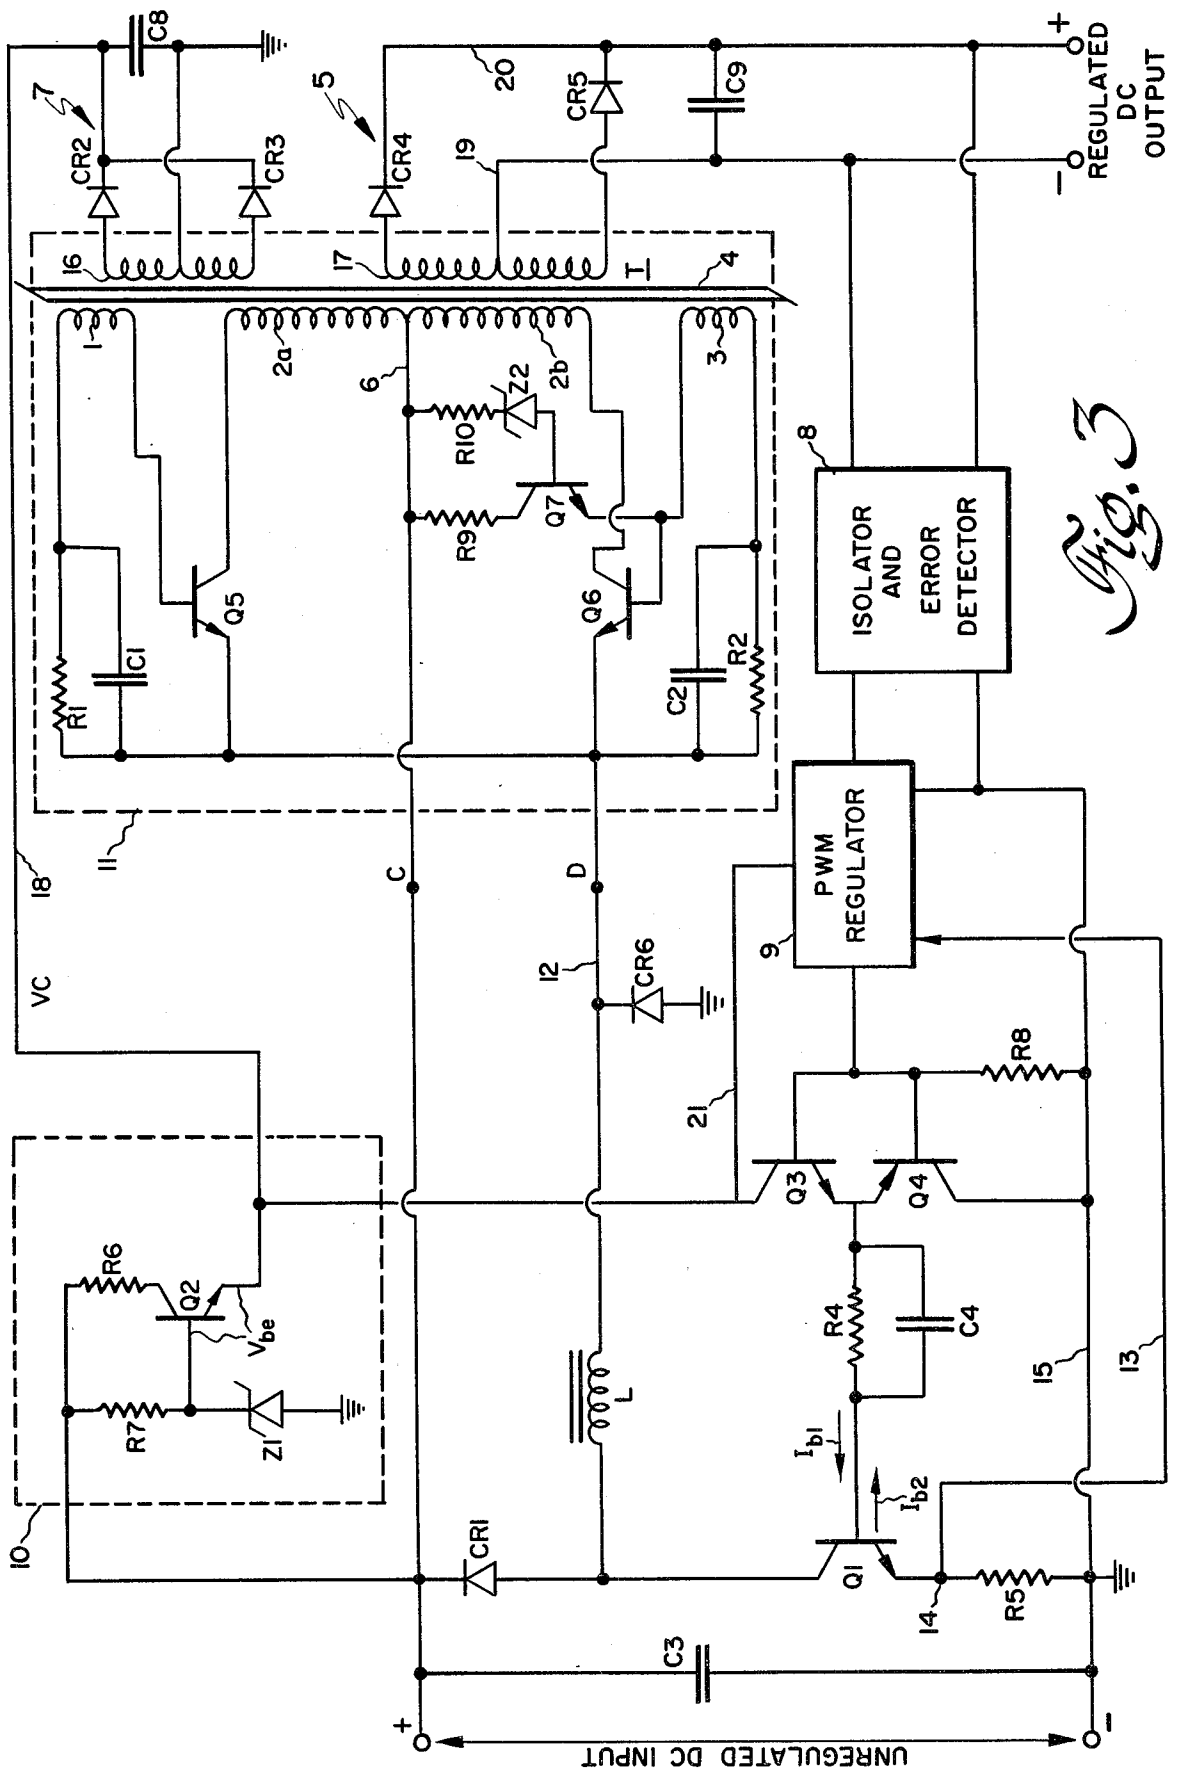 VC
18
7
C8
10
R7
R6
Q2
Vbe
Z1
11
R1
C1
Q5
1
16
CR2
CR3
2a
6
R10
Z2
R9
Q7
2b
Q6
C2
R2
3
4
T
17
5
CR4
20
19
CR5
C9
+
−
REGULATED
DC
OUTPUT
C
D
12
CR6
L
CR1
C3
+
UNREGULATED DC INPUT
−
21
9
PWM
REGULATOR
8
ISOLATOR
AND
ERROR
DETECTOR
Q3
Q4
R8
R4
C4
Ib1
Ib2
Q1
14
R5
15
13
Fig. 3